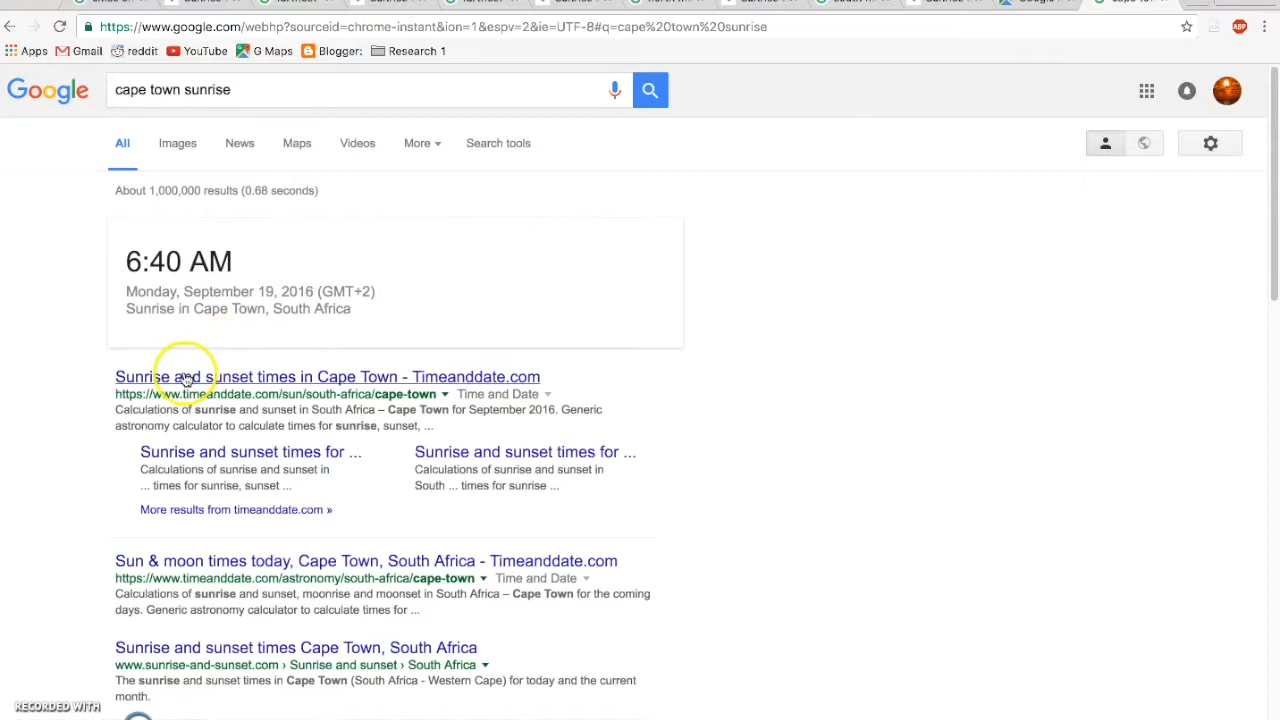 https://www.google.com/webhp?sourceid=chrome-instant&ion=1&espv=2&ie=UTF-8#q=cape%20town%20sunrise
Apps Gmail reddit YouTube G Maps Blogger: Research 1
Google cape town sunrise
All Images News Maps Videos More Search tools
About 1,000,000 results (0.68 seconds)
6:40 AM
Monday, September 19, 2016 (GMT+2)
Sunrise in Cape Town, South Africa
Sunrise and sunset times in Cape Town - Timeanddate.com
https://www.timeanddate.com/sun/south-africa/cape-town Time and Date
Calculations of sunrise and sunset in South Africa – Cape Town for September 2016. Generic
astronomy calculator to calculate times for sunrise, sunset, ...
Sunrise and sunset times for ... Sunrise and sunset times for ...
Calculations of sunrise and sunset in Calculations of sunrise and sunset in
... times for sunrise, sunset ... South ... times for sunrise ...
More results from timeanddate.com »
Sun & moon times today, Cape Town, South Africa - Timeanddate.com
https://www.timeanddate.com/astronomy/south-africa/cape-town Time and Date
Calculations of sunrise and sunset, moonrise and moonset in South Africa – Cape Town for the coming
days. Generic astronomy calculator to calculate times for ...
Sunrise and sunset times Cape Town, South Africa
www.sunrise-and-sunset.com › Sunrise and sunset › South Africa
The sunrise and sunset times in Cape Town (South Africa - Western Cape) for today and the current
month.
RECORDED WITH